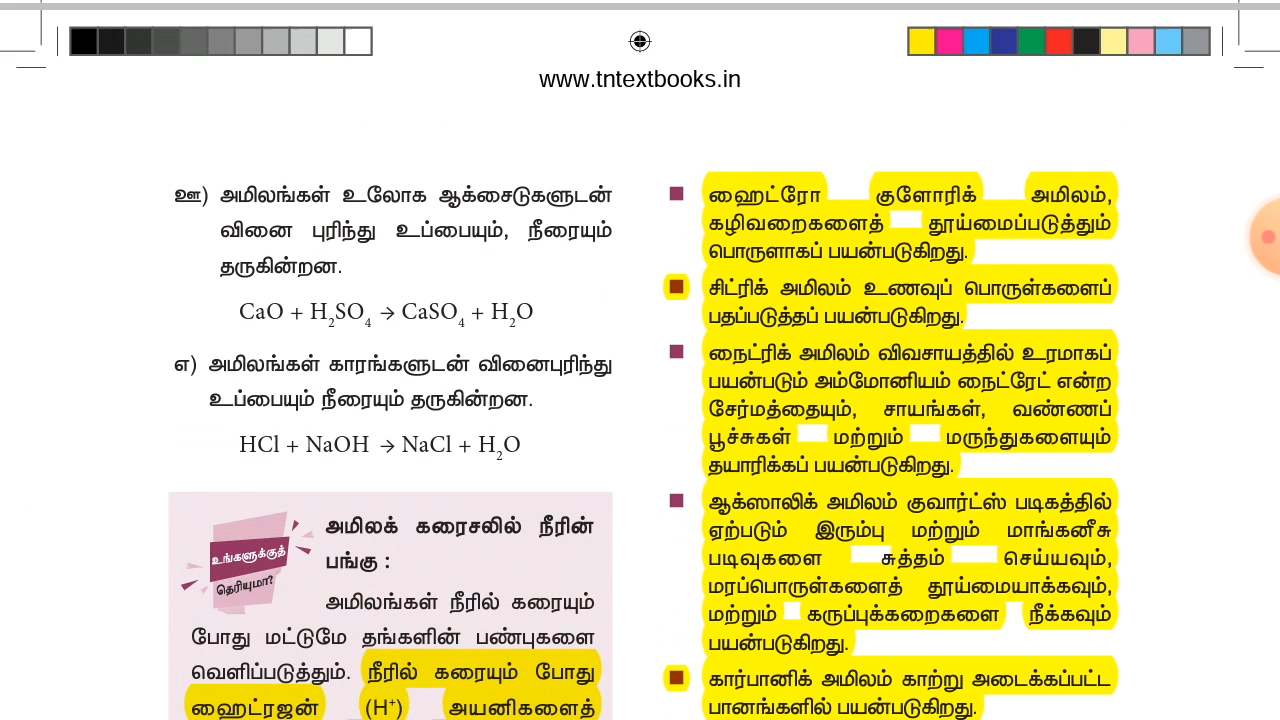 www.tntextbooks.in
ஊ) அமிலங்கள் உலோக ஆக்சைடுகளுடன்
வினை புரிந்து உப்பையும், நீரையும்
தருகின்றன.
CaO + H₂SO₄ → CaSO₄ + H₂O
எ) அமிலங்கள் காரங்களுடன் வினைபுரிந்து
உப்பையும் நீரையும் தருகின்றன.
HCl + NaOH → NaCl + H₂O
உங்களுக்குத்
தெரியுமா?
அமிலக் கரைசலில் நீரின்
பங்கு :
அமிலங்கள் நீரில் கரையும்
போது மட்டுமே தங்களின் பண்புகளை
வெளிப்படுத்தும். நீரில் கரையும் போது
ஹைட்ரஜன் (H⁺) அயனிகளைத்
■ ஹைட்ரோ குளோரிக் அமிலம்,
கழிவறைகளைத் தூய்மைப்படுத்தும்
பொருளாகப் பயன்படுகிறது.
■ சிட்ரிக் அமிலம் உணவுப் பொருள்களைப்
பதப்படுத்தப் பயன்படுகிறது.
■ நைட்ரிக் அமிலம் விவசாயத்தில் உரமாகப்
பயன்படும் அம்மோனியம் நைட்ரேட் என்ற
சேர்மத்தையும், சாயங்கள், வண்ணப்
பூச்சுகள் மற்றும் மருந்துகளையும்
தயாரிக்கப் பயன்படுகிறது.
■ ஆக்ஸாலிக் அமிலம் குவார்ட்ஸ் படிகத்தில்
ஏற்படும் இரும்பு மற்றும் மாங்கனீசு
படிவுகளை சுத்தம் செய்யவும்,
மரப்பொருள்களைத் தூய்மையாக்கவும்,
மற்றும் கருப்புக்கறைகளை நீக்கவும்
பயன்படுகிறது.
■ கார்பானிக் அமிலம் காற்று அடைக்கப்பட்ட
பானங்களில் பயன்படுகிறது.